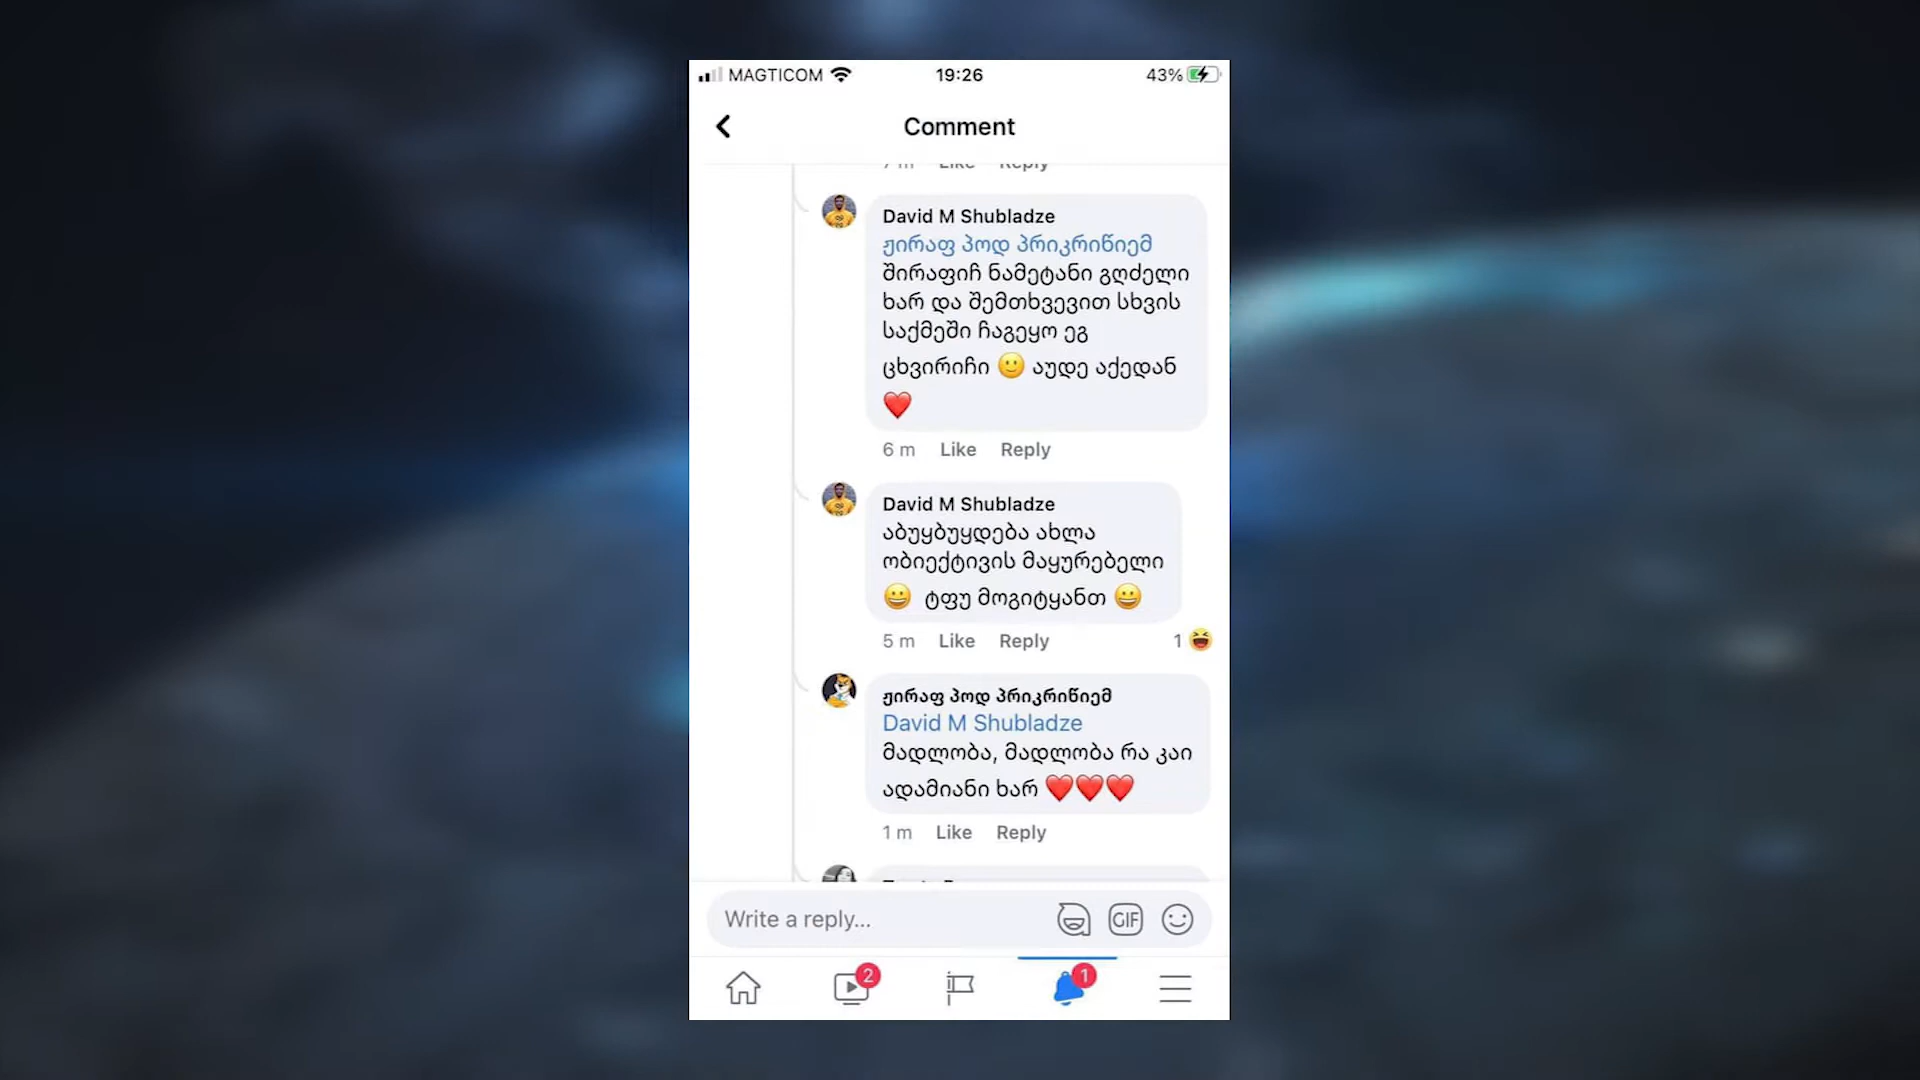 MAGTICOM
19:26
43%
Comment
7 m Like Reply
David M Shubladze
ჟირაფ პოდ პრიკრიწიემ
შირაფიჩ ნამეტანი გღძელი
ხარ და შემთხვევით სხვის
საქმეში ჩაგეყო ეგ
ცხვირიჩი 🙂 აუდე აქედან
❤️
6 m Like Reply
David M Shubladze
აბუყბუყდება ახლა
ობიექტივის მაყურებელი
😀 ტფუ მოგიტყანთ 😀
5 m Like Reply 1 😆
ჟირაფ პოდ პრიკრიწიემ
David M Shubladze
მადლობა, მადლობა რა კაი
ადამიანი ხარ ❤️❤️❤️
1 m Like Reply
Write a reply...
GIF
2
1